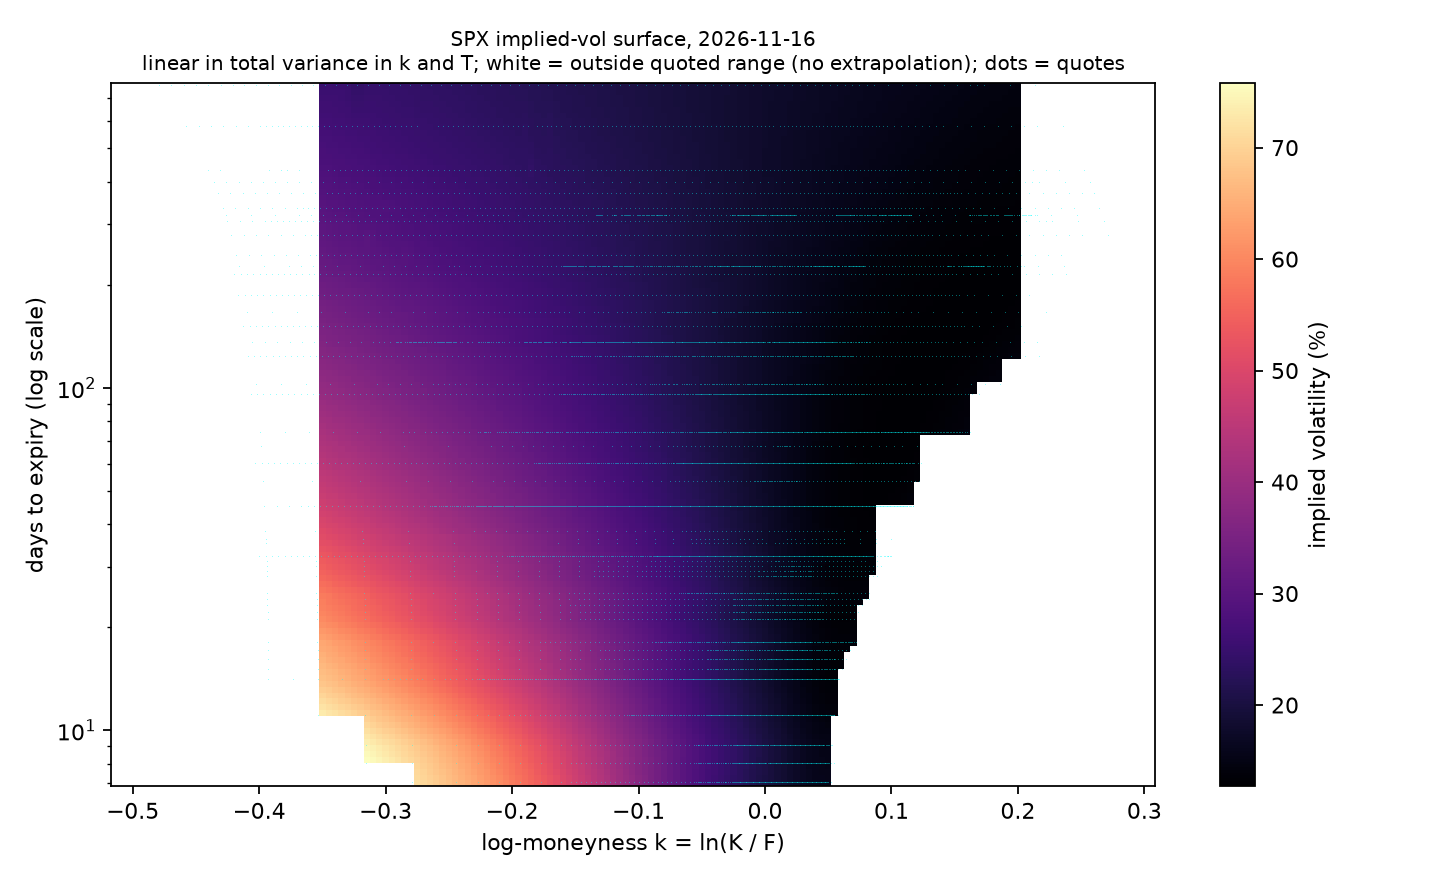 SPX implied-vol surface, 2026-11-16
linear in total variance in k and T; white = outside quoted range (no extrapolation); dots = quotes
days to expiry (log scale)
10²
10¹
−0.5 −0.4 −0.3 −0.2 −0.1 0.0 0.1 0.2 0.3
log-moneyness k = ln(K / F)
70
60
50
40
30
20
implied volatility (%)